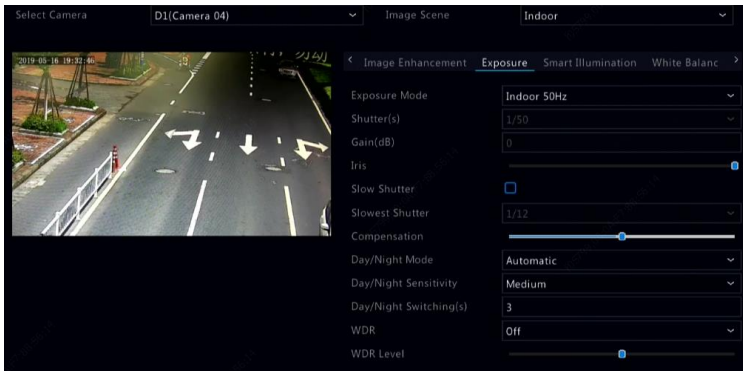 Select Camera D1(Camera 04) Image Scene Indoor
2019-05-16 19:32:46
Image Enhancement Exposure Smart Illumination White Balanc
Exposure Mode Indoor 50Hz
Shutter(s) 1/50
Gain(dB) 0
Iris
Slow Shutter
Slowest Shutter 1/12
Compensation
Day/Night Mode Automatic
Day/Night Sensitivity Medium
Day/Night Switching(s) 3
WDR Off
WDR Level